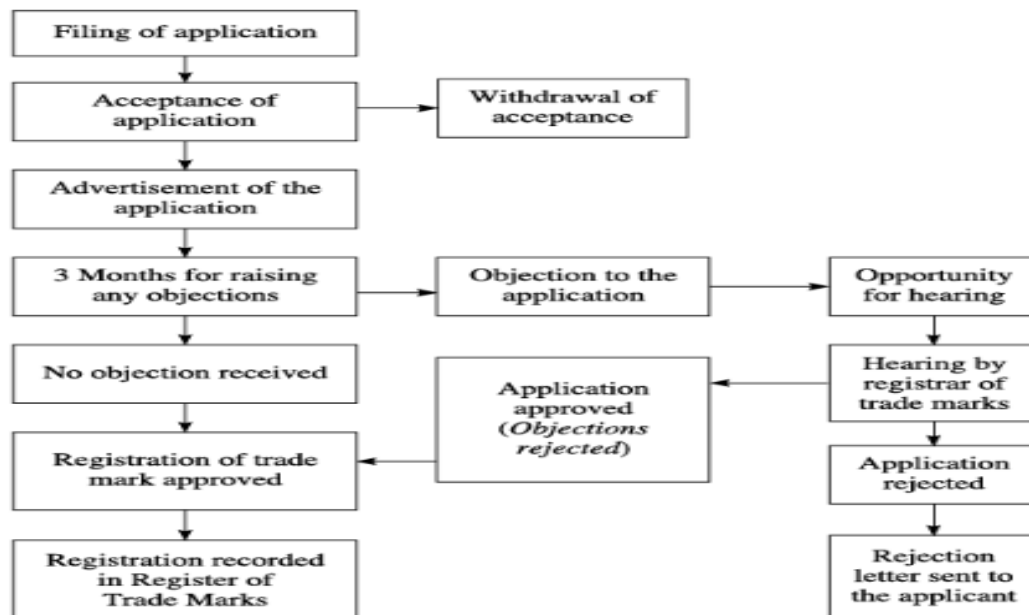 Filing of application
Acceptance of
application
Withdrawal of
acceptance
Advertisement of the
application
3 Months for raising
any objections
Objection to the
application
Opportunity
for hearing
No objection received
Application
approved
(Objections
rejected)
Hearing by
registrar of
trade marks
Registration of trade
mark approved
Application
rejected
Registration recorded
in Register of
Trade Marks
Rejection
letter sent to
the applicant